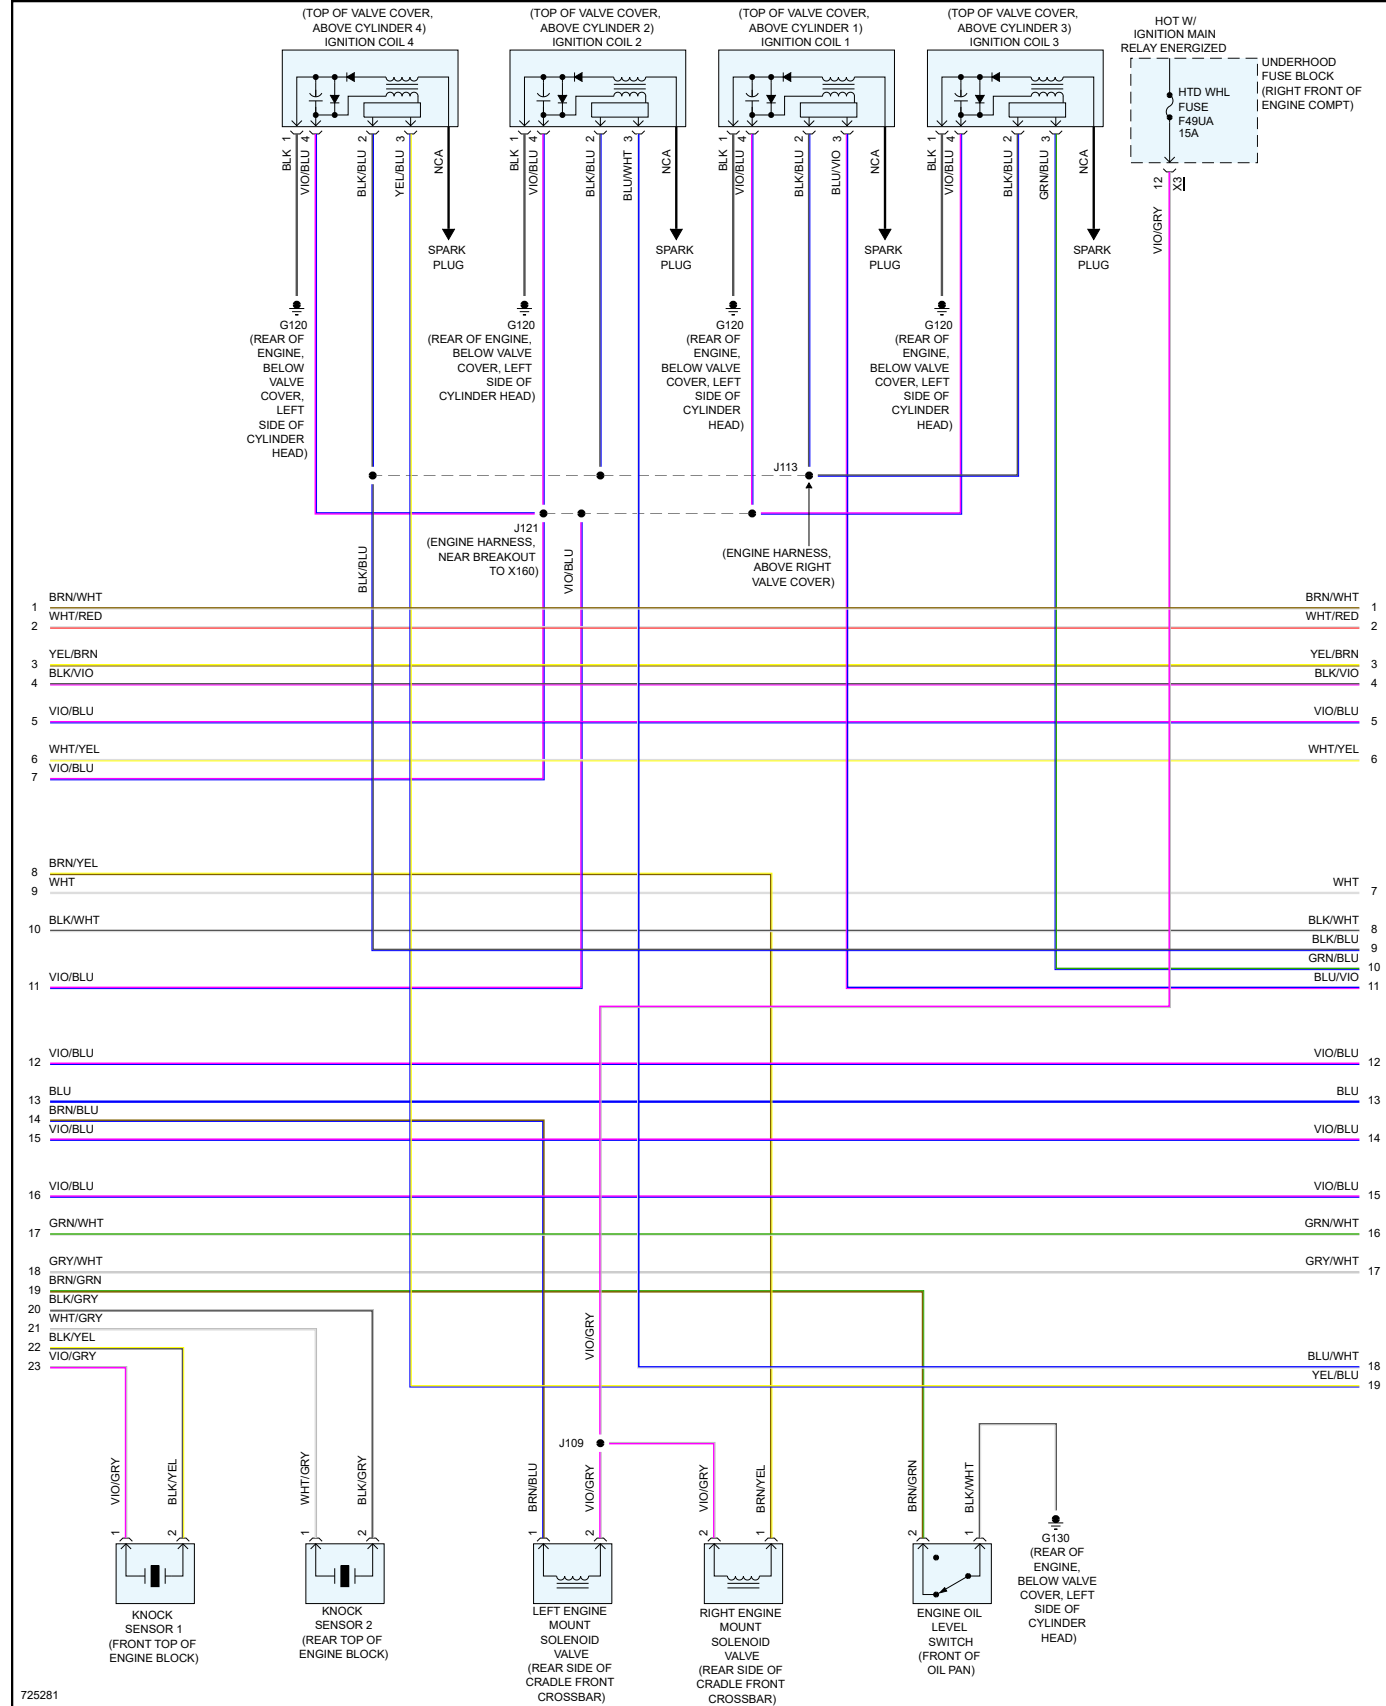 (TOP OF VALVE COVER,
ABOVE CYLINDER 4)
IGNITION COIL 4
(TOP OF VALVE COVER,
ABOVE CYLINDER 2)
IGNITION COIL 2
(TOP OF VALVE COVER,
ABOVE CYLINDER 1)
IGNITION COIL 1
(TOP OF VALVE COVER,
ABOVE CYLINDER 3)
IGNITION COIL 3
HOT W/
IGNITION MAIN
RELAY ENERGIZED
UNDERHOOD
FUSE BLOCK
(RIGHT FRONT OF
ENGINE COMPT)
HTD WHL
FUSE
F49UA
15A
1
4
2
3
1
4
2
3
1
4
2
3
1
4
2
3
12
X3
BLK
VIO/BLU
BLK/BLU
YEL/BLU
NCA
BLK
VIO/BLU
BLK/BLU
BLU/WHT
NCA
BLK
VIO/BLU
BLK/BLU
BLU/VIO
NCA
BLK
VIO/BLU
BLK/BLU
GRN/BLU
NCA
VIO/GRY
SPARK
PLUG
SPARK
PLUG
SPARK
PLUG
SPARK
PLUG
G120
(REAR OF
ENGINE,
BELOW
VALVE
COVER,
LEFT
SIDE OF
CYLINDER
HEAD)
G120
(REAR OF ENGINE,
BELOW VALVE
COVER, LEFT
SIDE OF
CYLINDER HEAD)
G120
(REAR OF
ENGINE,
BELOW VALVE
COVER, LEFT
SIDE OF
CYLINDER
HEAD)
G120
(REAR OF
ENGINE,
BELOW VALVE
COVER, LEFT
SIDE OF
CYLINDER
HEAD)
J113
J121
(ENGINE HARNESS,
NEAR BREAKOUT
TO X160)
(ENGINE HARNESS,
ABOVE RIGHT
VALVE COVER)
BLK/BLU
VIO/BLU
1 BRN/WHT BRN/WHT 1
2 WHT/RED WHT/RED 2
3 YEL/BRN YEL/BRN 3
4 BLK/VIO BLK/VIO 4
5 VIO/BLU VIO/BLU 5
6 WHT/YEL WHT/YEL 6
7 VIO/BLU
8 BRN/YEL
9 WHT WHT 7
10 BLK/WHT BLK/WHT 8
BLK/BLU 9
GRN/BLU 10
11 VIO/BLU BLU/VIO 11
12 VIO/BLU VIO/BLU 12
13 BLU BLU 13
14 BRN/BLU
15 VIO/BLU VIO/BLU 14
16 VIO/BLU VIO/BLU 15
17 GRN/WHT GRN/WHT 16
18 GRY/WHT GRY/WHT 17
19 BRN/GRN
20 BLK/GRY
21 WHT/GRY
22 BLK/YEL
23 VIO/GRY BLU/WHT 18
YEL/BLU 19
VIO/GRY
J109
VIO/GRY
BLK/YEL
WHT/GRY
BLK/GRY
BRN/BLU
VIO/GRY
VIO/GRY
BRN/YEL
BRN/GRN
BLK/WHT
1
2
1
2
1
2
2
1
2
1
G130
(REAR OF
ENGINE,
BELOW VALVE
COVER, LEFT
SIDE OF
CYLINDER
HEAD)
KNOCK
SENSOR 1
(FRONT TOP OF
ENGINE BLOCK)
KNOCK
SENSOR 2
(REAR TOP OF
ENGINE BLOCK)
LEFT ENGINE
MOUNT
SOLENOID
VALVE
(REAR SIDE OF
CRADLE FRONT
CROSSBAR)
RIGHT ENGINE
MOUNT
SOLENOID
VALVE
(REAR SIDE OF
CRADLE FRONT
CROSSBAR)
ENGINE OIL
LEVEL
SWITCH
(FRONT OF
OIL PAN)
725281